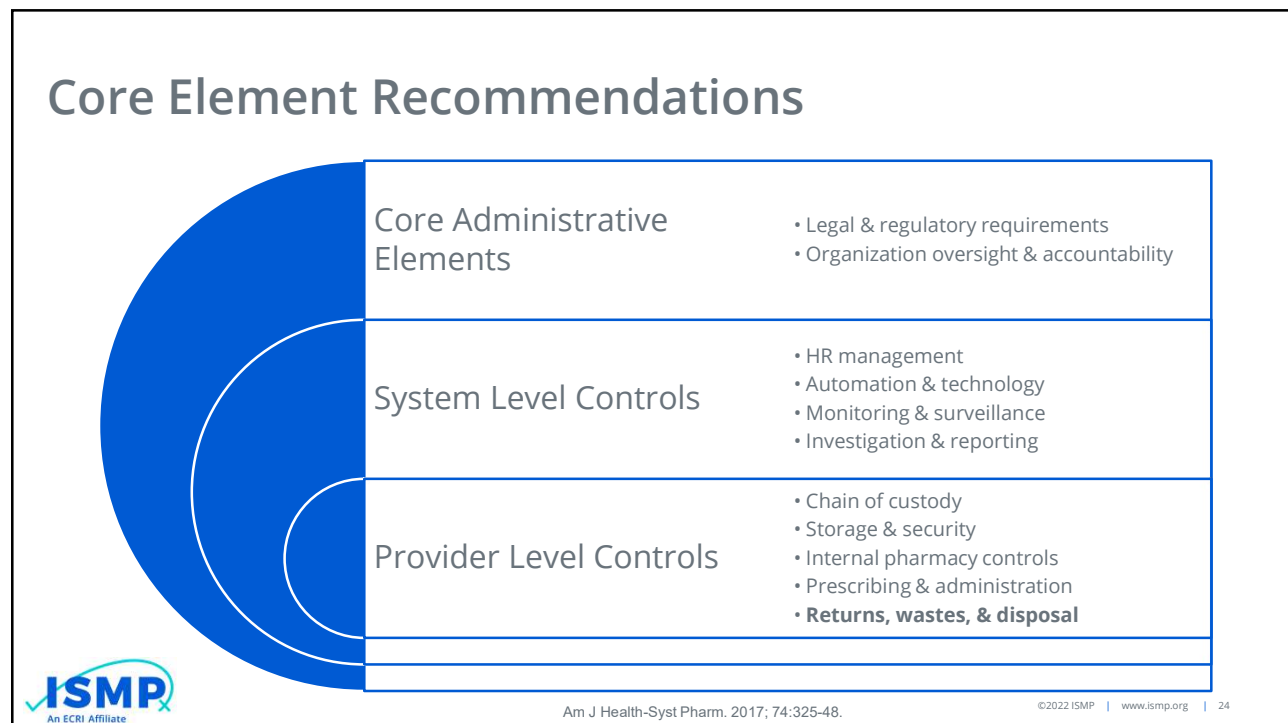 Core Element Recommendations
Core Administrative
Elements
• Legal & regulatory requirements
• Organization oversight & accountability
System Level Controls
• HR management
• Automation & technology
• Monitoring & surveillance
• Investigation & reporting
Provider Level Controls
• Chain of custody
• Storage & security
• Internal pharmacy controls
• Prescribing & administration
• Returns, wastes, & disposal
ISMP
An ECRI Affiliate
Am J Health-Syst Pharm. 2017; 74:325-48.
©2022 ISMP | www.ismp.org | 24